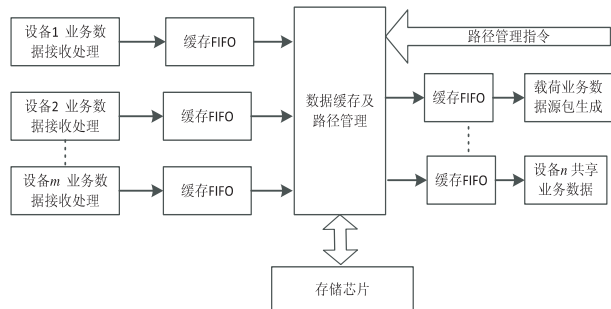 设备1 业务数
据接收处理
缓存FIFO
路径管理指令
设备2 业务数
据接收处理
缓存FIFO
数据缓存及
路径管理
缓存FIFO
载荷业务数
据源包生成
设备m 业务数
据接收处理
缓存FIFO
缓存FIFO
设备n 共享
业务数据
存储芯片